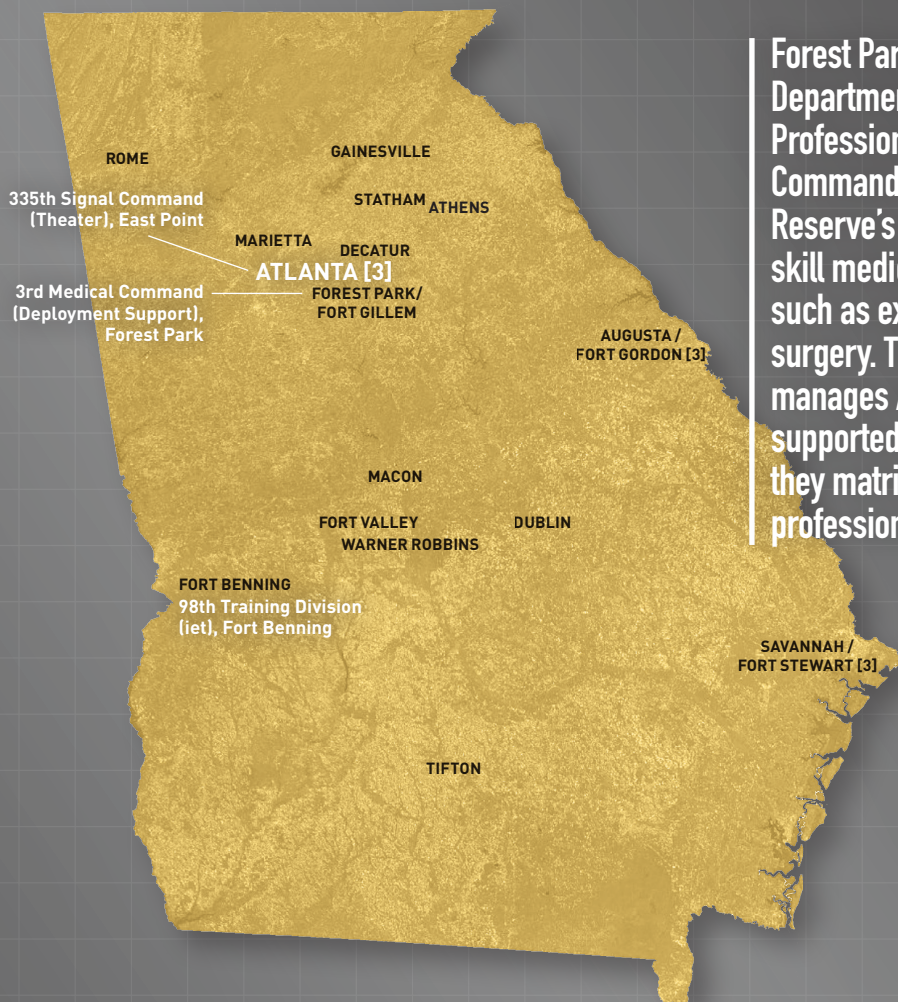 ROME
GAINESVILLE
335th Signal Command
(Theater), East Point
STATHAM
ATHENS
MARIETTA
DECATUR
ATLANTA [3]
3rd Medical Command
(Deployment Support),
Forest Park
FOREST PARK/
FORT GILLEM
AUGUSTA /
FORT GORDON [3]
MACON
FORT VALLEY
DUBLIN
WARNER ROBBINS
FORT BENNING
98th Training Division
(iet), Fort Benning
SAVANNAH /
FORT STEWART [3]
TIFTON
Forest Par
Departmen
Profession
Command
Reserve's
skill medic
such as ex
surgery. T
manages
supported
they matri
profession